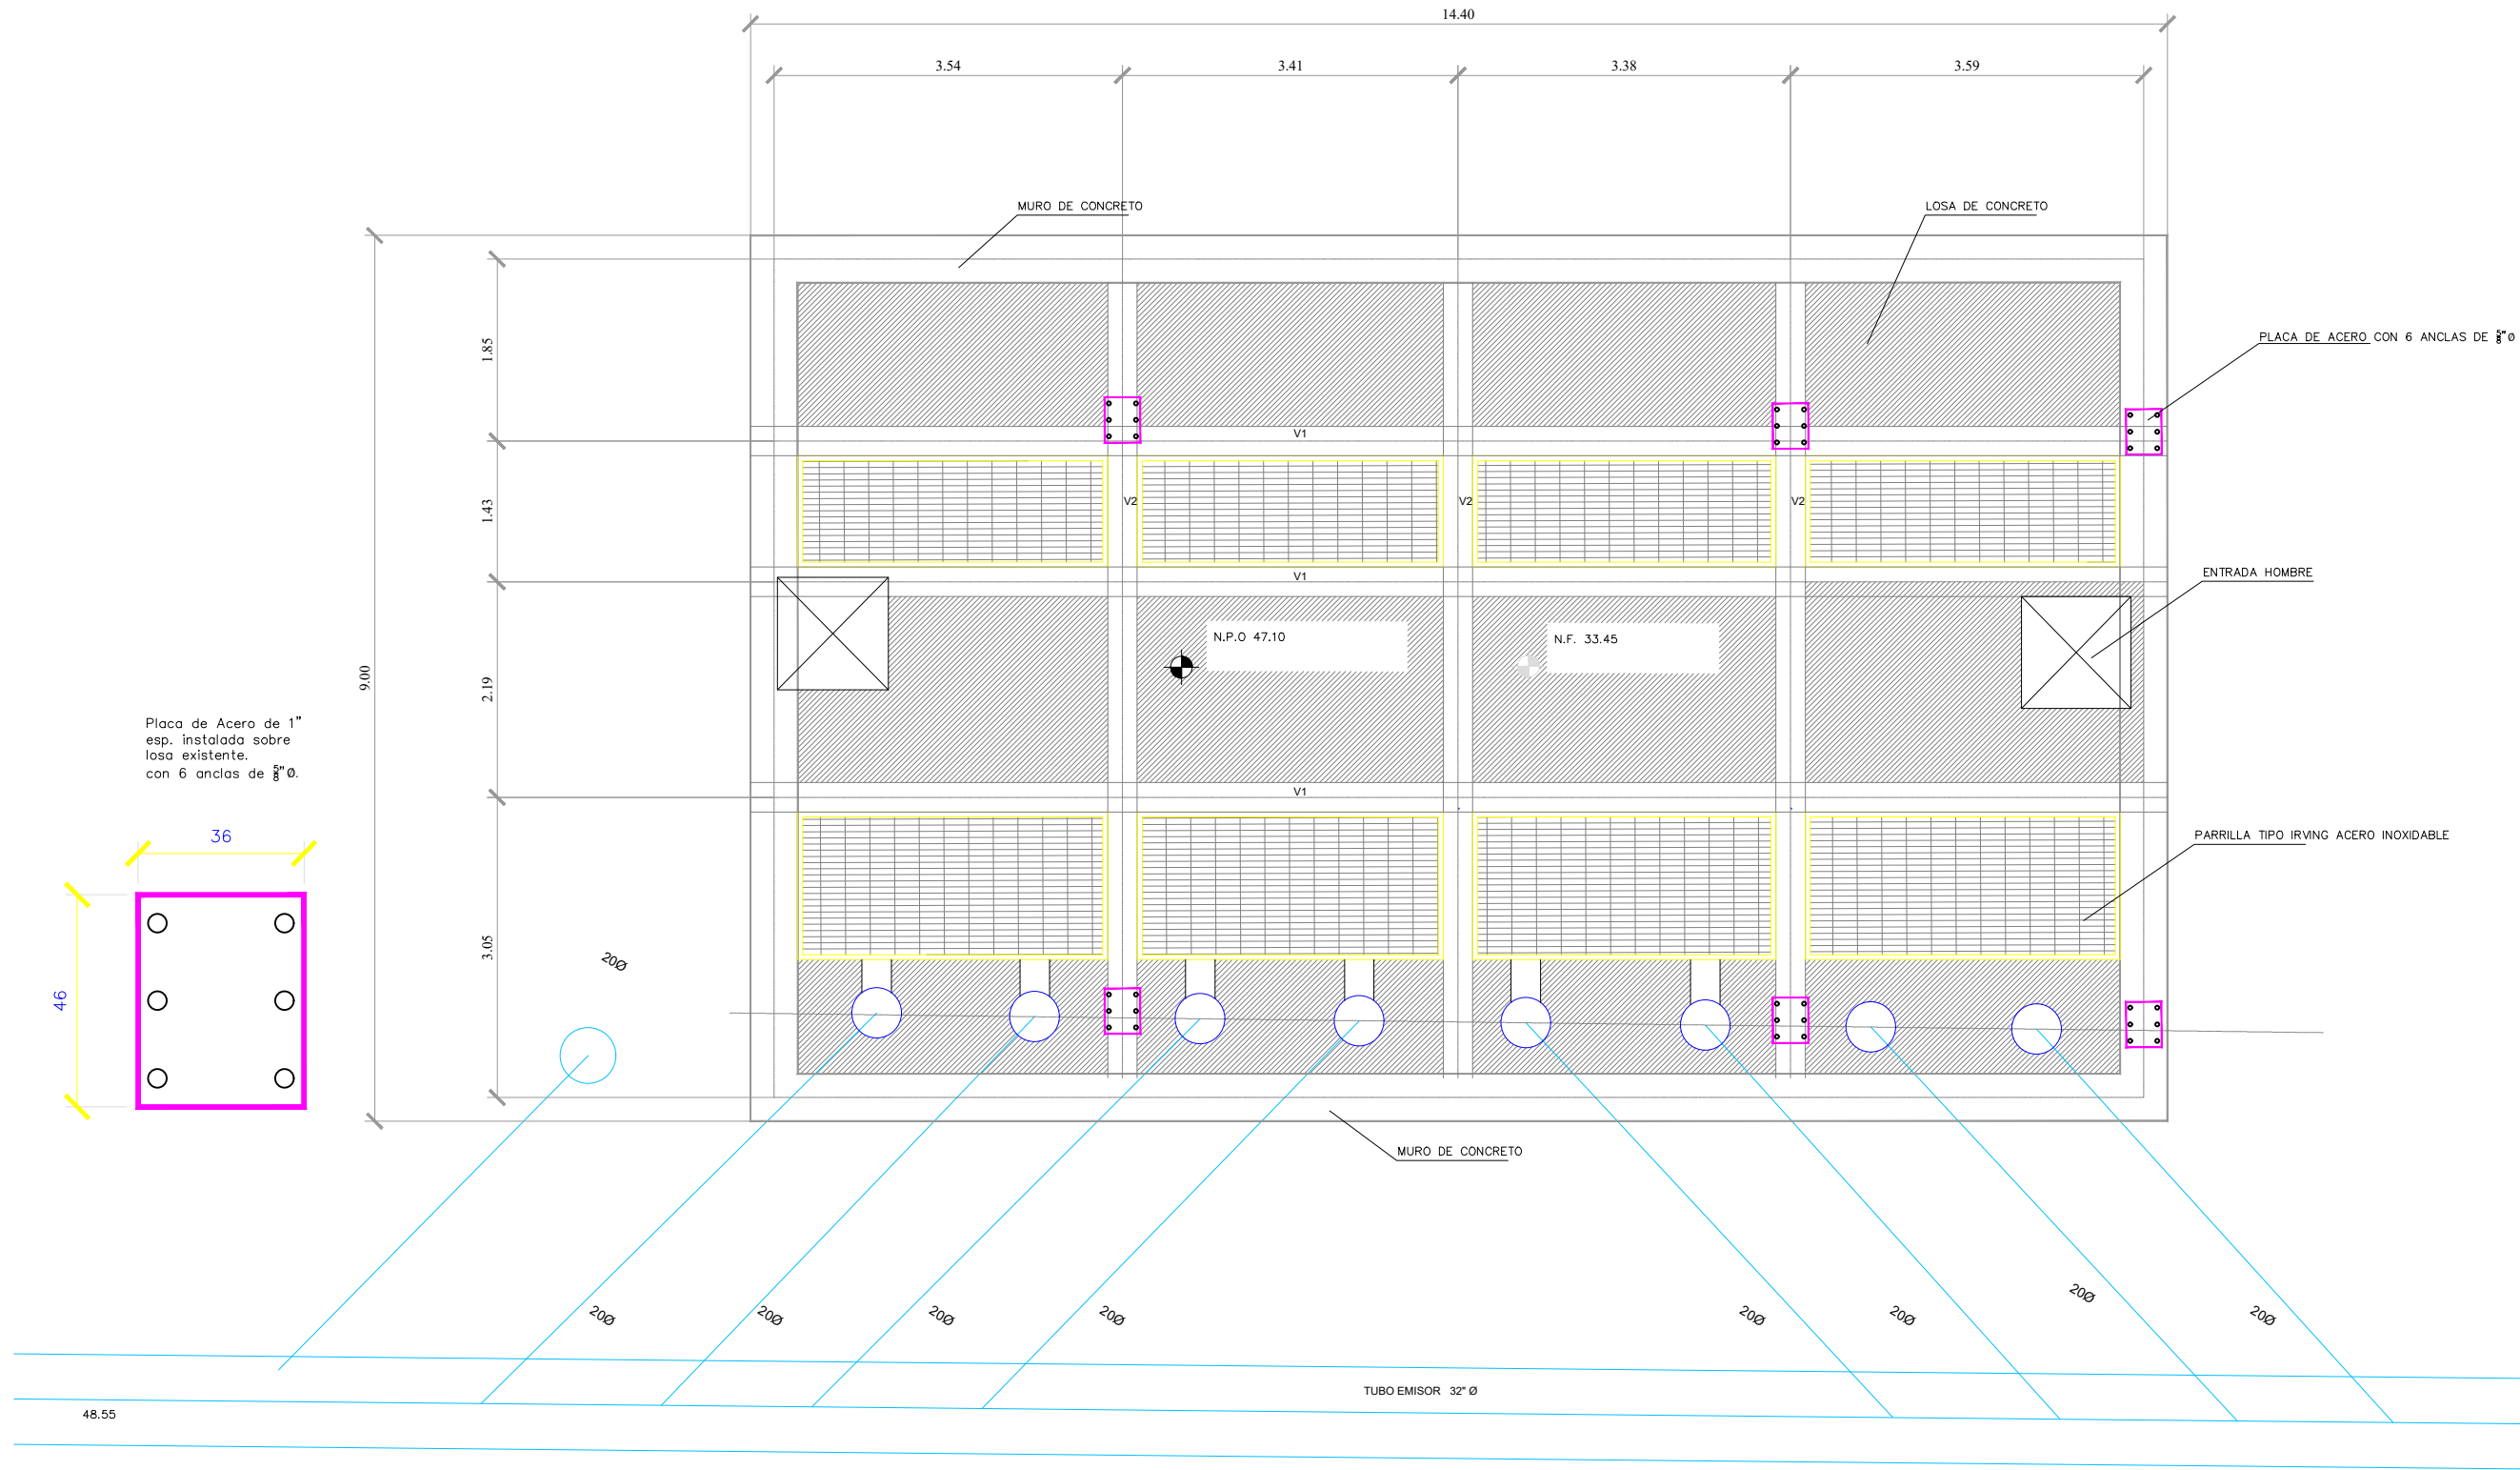 14.40
3.54
3.41
3.38
3.59
MURO DE CONCRETO
LOSA DE CONCRETO
PLACA DE ACERO CON 6 ANCLAS DE 5/8"Ø
1.85
V1
1.43
V2
V2
V2
V1
ENTRADA HOMBRE
N.P.O 47.10
N.F. 33.45
9.00
2.19
Placa de Acero de 1"
esp. instalada sobre
losa existente.
con 6 anclas de 5/8"Ø.
V1
36
PARRILLA TIPO IRVING ACERO INOXIDABLE
3.05
20Ø
46
MURO DE CONCRETO
20Ø
20Ø
20Ø
20Ø
20Ø
20Ø
20Ø
20Ø
TUBO EMISOR 32" Ø
48.55